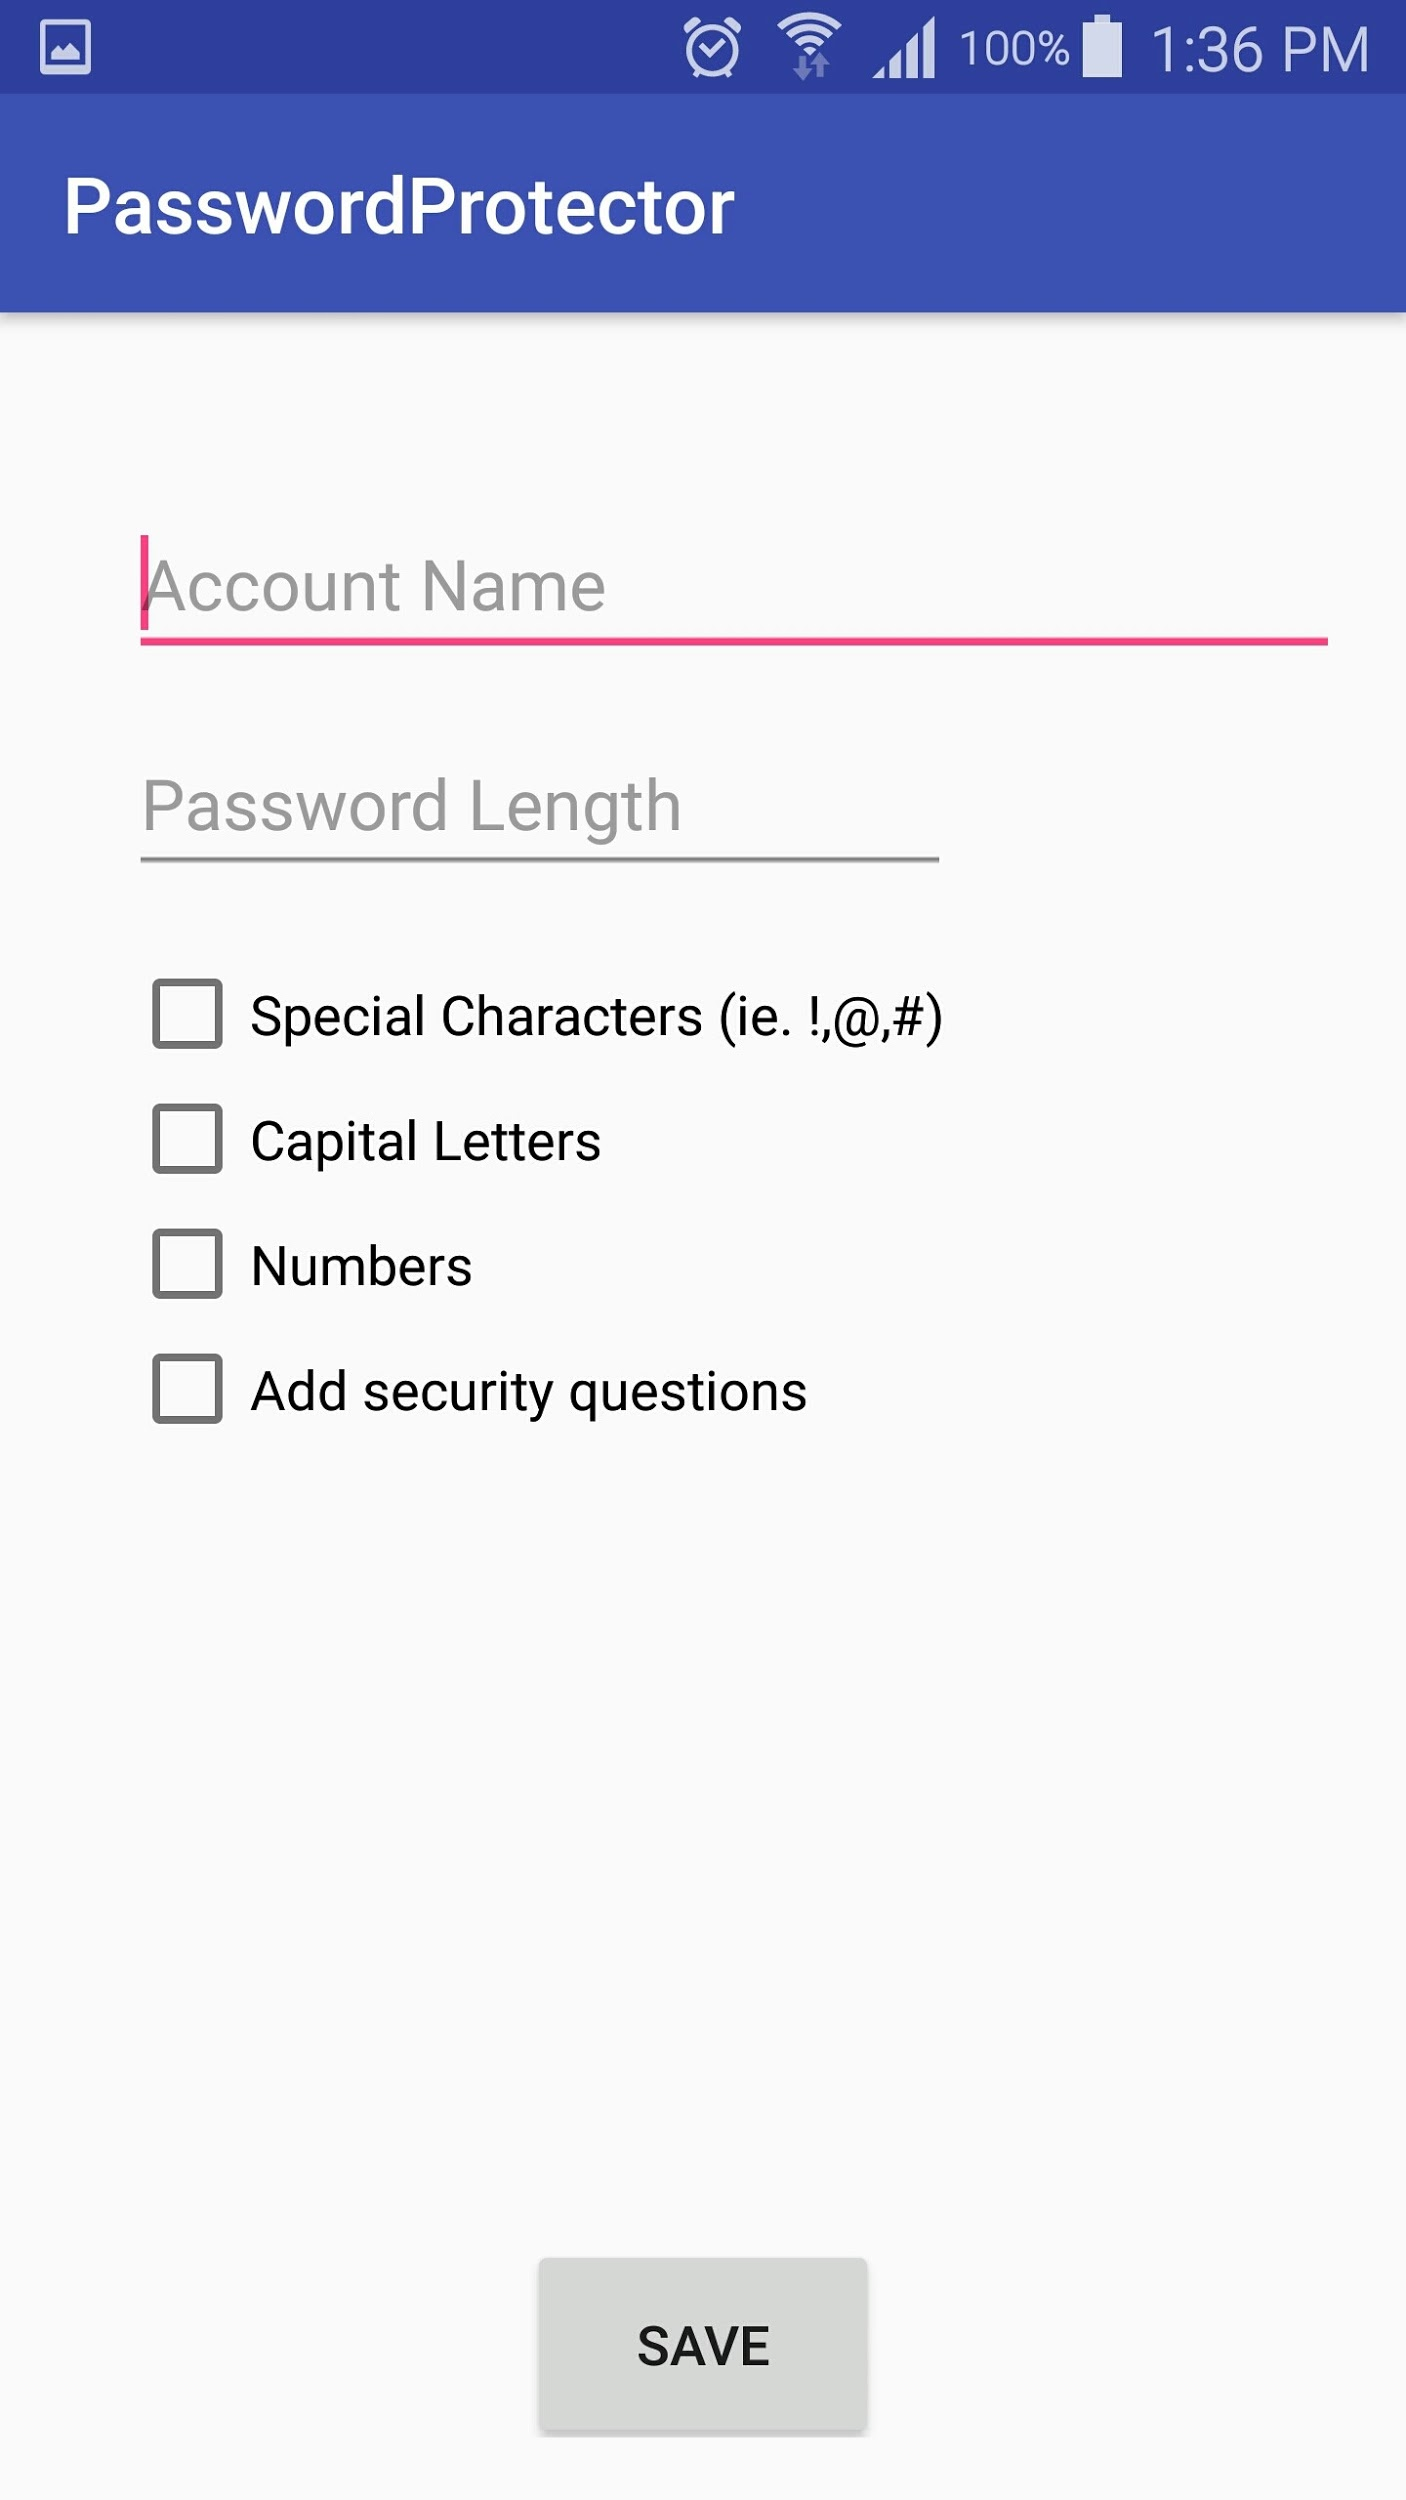 100% 1:36 PM
PasswordProtector
Account Name
Password Length
Special Characters (ie. !,@,#)
Capital Letters
Numbers
Add security questions
SAVE